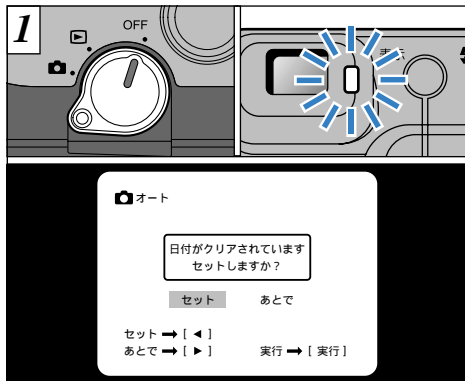 1
OFF
表示
オート
日付がクリアされています
セットしますか？
セット あとで
セット ➡ [ ◀ ]
あとで ➡ [ ▶ ] 実行 ➡ [ 実行 ]